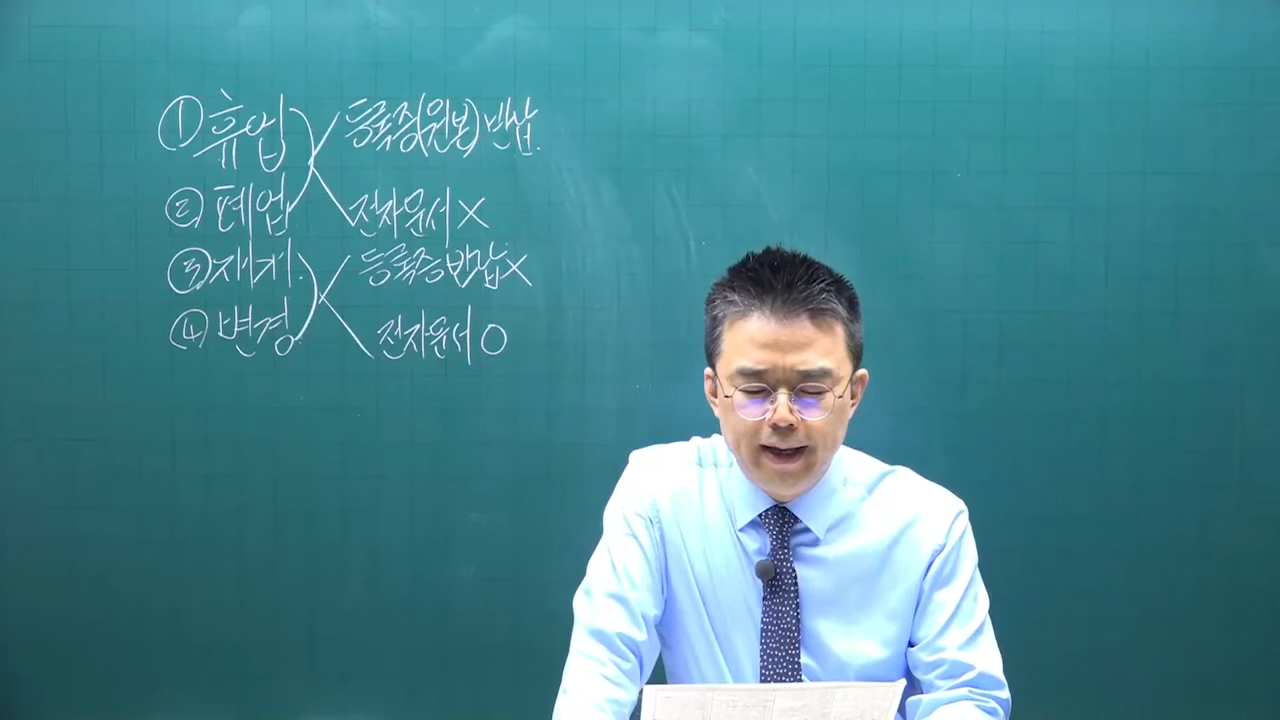 ① 휴업 등록증(원본) 반납.
② 폐업 전자문서 X
③ 재개. 등록증 반납 X
④ 변경 전자문서 O